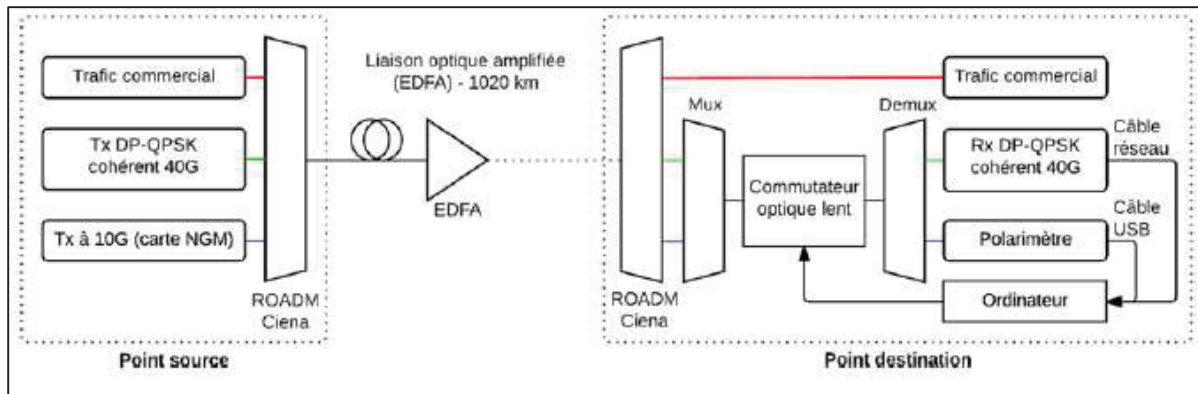 Trafic commercial
Tx DP-QPSK
cohérent 40G
Tx à 10G (carte NGM)
ROADM
Ciena
Point source
Liaison optique amplifiée
(EDFA) - 1020 km
EDFA
ROADM
Ciena
Mux
Commutateur
optique lent
Demux
Trafic commercial
Rx DP-QPSK
cohérent 40G
Câble
réseau
Câble
USB
Polarimètre
Ordinateur
Point destination